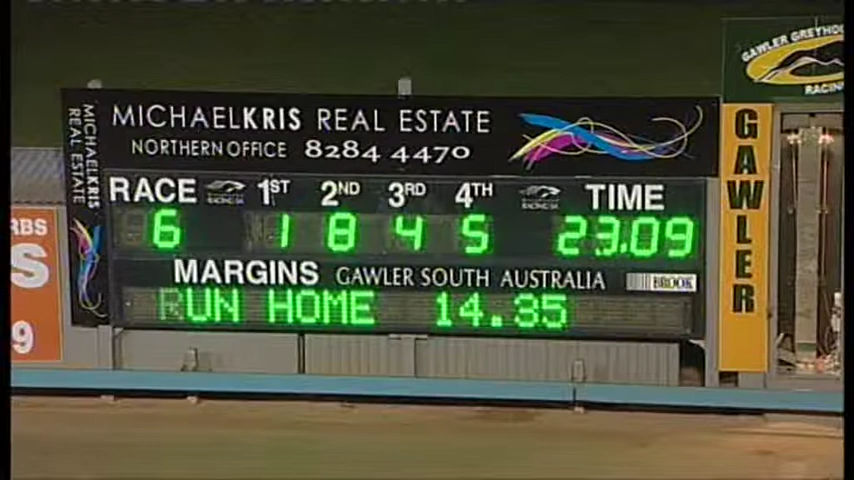 GAWLER GREYHOUND
RACING
MICHAELKRIS REAL ESTATE
NORTHERN OFFICE 8284 4470
MICHAELKRIS
REAL ESTATE
RACE 1ST 2ND 3RD 4TH TIME
6 1 8 4 5 23.09
MARGINS GAWLER SOUTH AUSTRALIA BROOK
RUN HOME 14.35
GAWLER
RBS
S
9